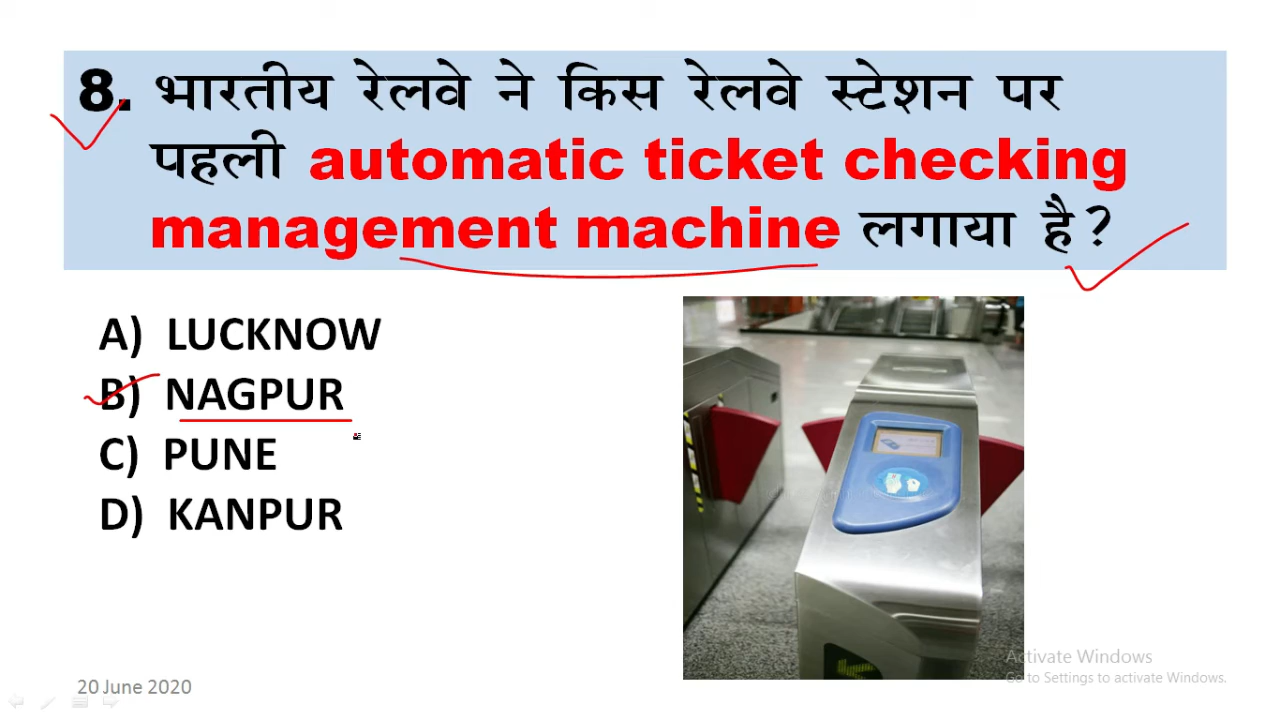 8. भारतीय रेलवे ने किस रेलवे स्टेशन पर
पहली automatic ticket checking
management machine लगाया है?
A) LUCKNOW
B) NAGPUR
C) PUNE
D) KANPUR
Activate Windows
Go to Settings to activate Windows.
20 June 2020